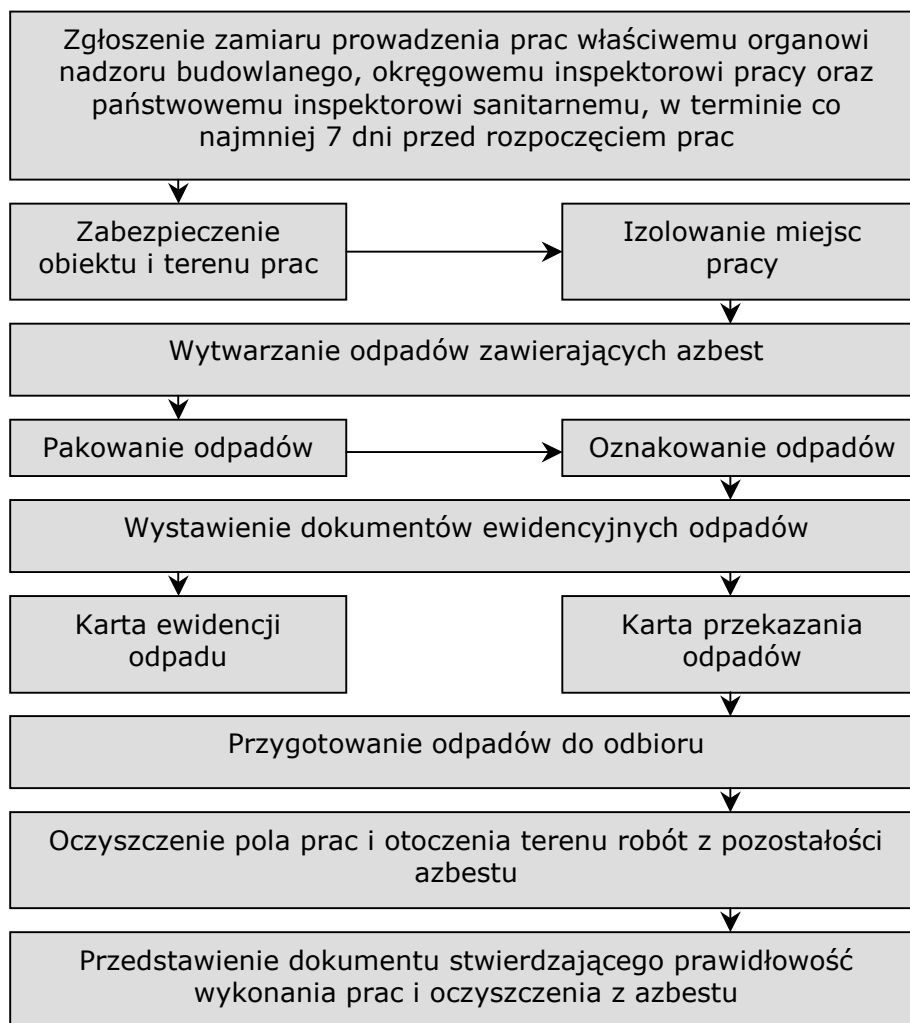 Zgłoszenie zamiaru prowadzenia prac właściwemu organowi
nadzoru budowlanego, okręgowemu inspektorowi pracy oraz
państwowemu inspektorowi sanitarnemu, w terminie co
najmniej 7 dni przed rozpoczęciem prac
Zabezpieczenie
obiektu i terenu prac
Izolowanie miejsc
pracy
Wytwarzanie odpadów zawierających azbest
Pakowanie odpadów
Oznakowanie odpadów
Wystawienie dokumentów ewidencyjnych odpadów
Karta ewidencji
odpadu
Karta przekazania
odpadów
Przygotowanie odpadów do odbioru
Oczyszczenie pola prac i otoczenia terenu robót z pozostałości
azbestu
Przedstawienie dokumentu stwierdzającego prawidłowość
wykonania prac i oczyszczenia z azbestu